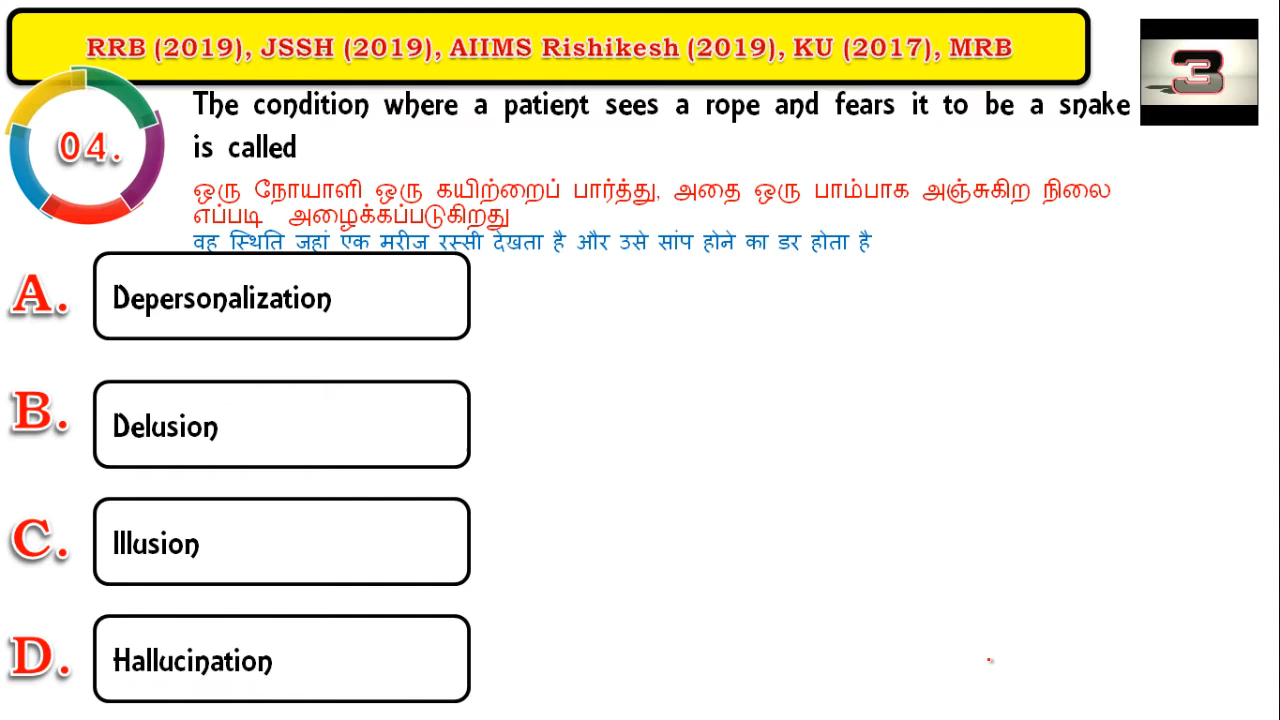 RRB (2019), JSSH (2019), AIIMS Rishikesh (2019), KU (2017), MRB
3
04.
The condition where a patient sees a rope and fears it to be a snake
is called
ஒரு நோயாளி ஒரு கயிற்றைப் பார்த்து, அதை ஒரு பாம்பாக அஞ்சுகிற நிலை
எப்படி அழைக்கப்படுகிறது
वह स्थिति जहां एक मरीज रस्सी देखता है और उसे सांप होने का डर होता है
A. Depersonalization
B. Delusion
C. Illusion
D. Hallucination